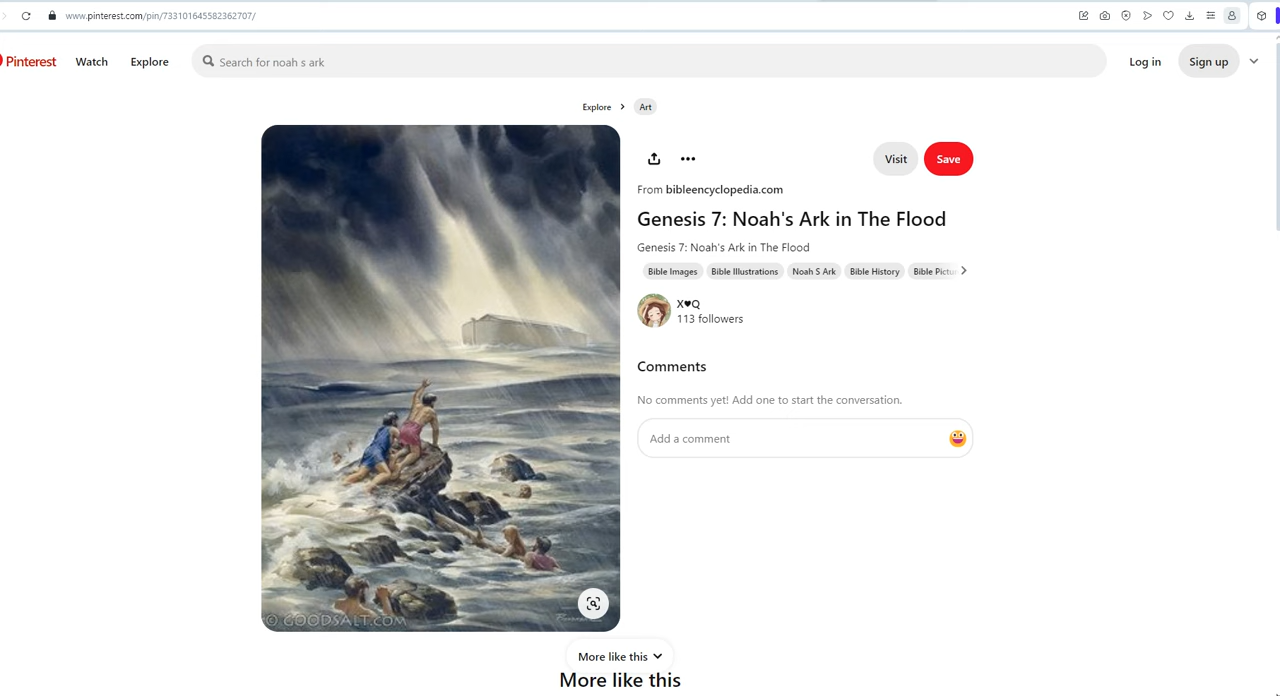 www.pinterest.com/pin/733101645582362707/
Pinterest Watch Explore Search for noah s ark Log in Sign up
Explore Art
Visit Save
From bibleencyclopedia.com
Genesis 7: Noah's Ark in The Flood
Genesis 7: Noah's Ark in The Flood
Bible Images Bible Illustrations Noah S Ark Bible History Bible Pictu
X♥Q
113 followers
Comments
No comments yet! Add one to start the conversation.
Add a comment
© GOODSALT.COM
More like this
More like this